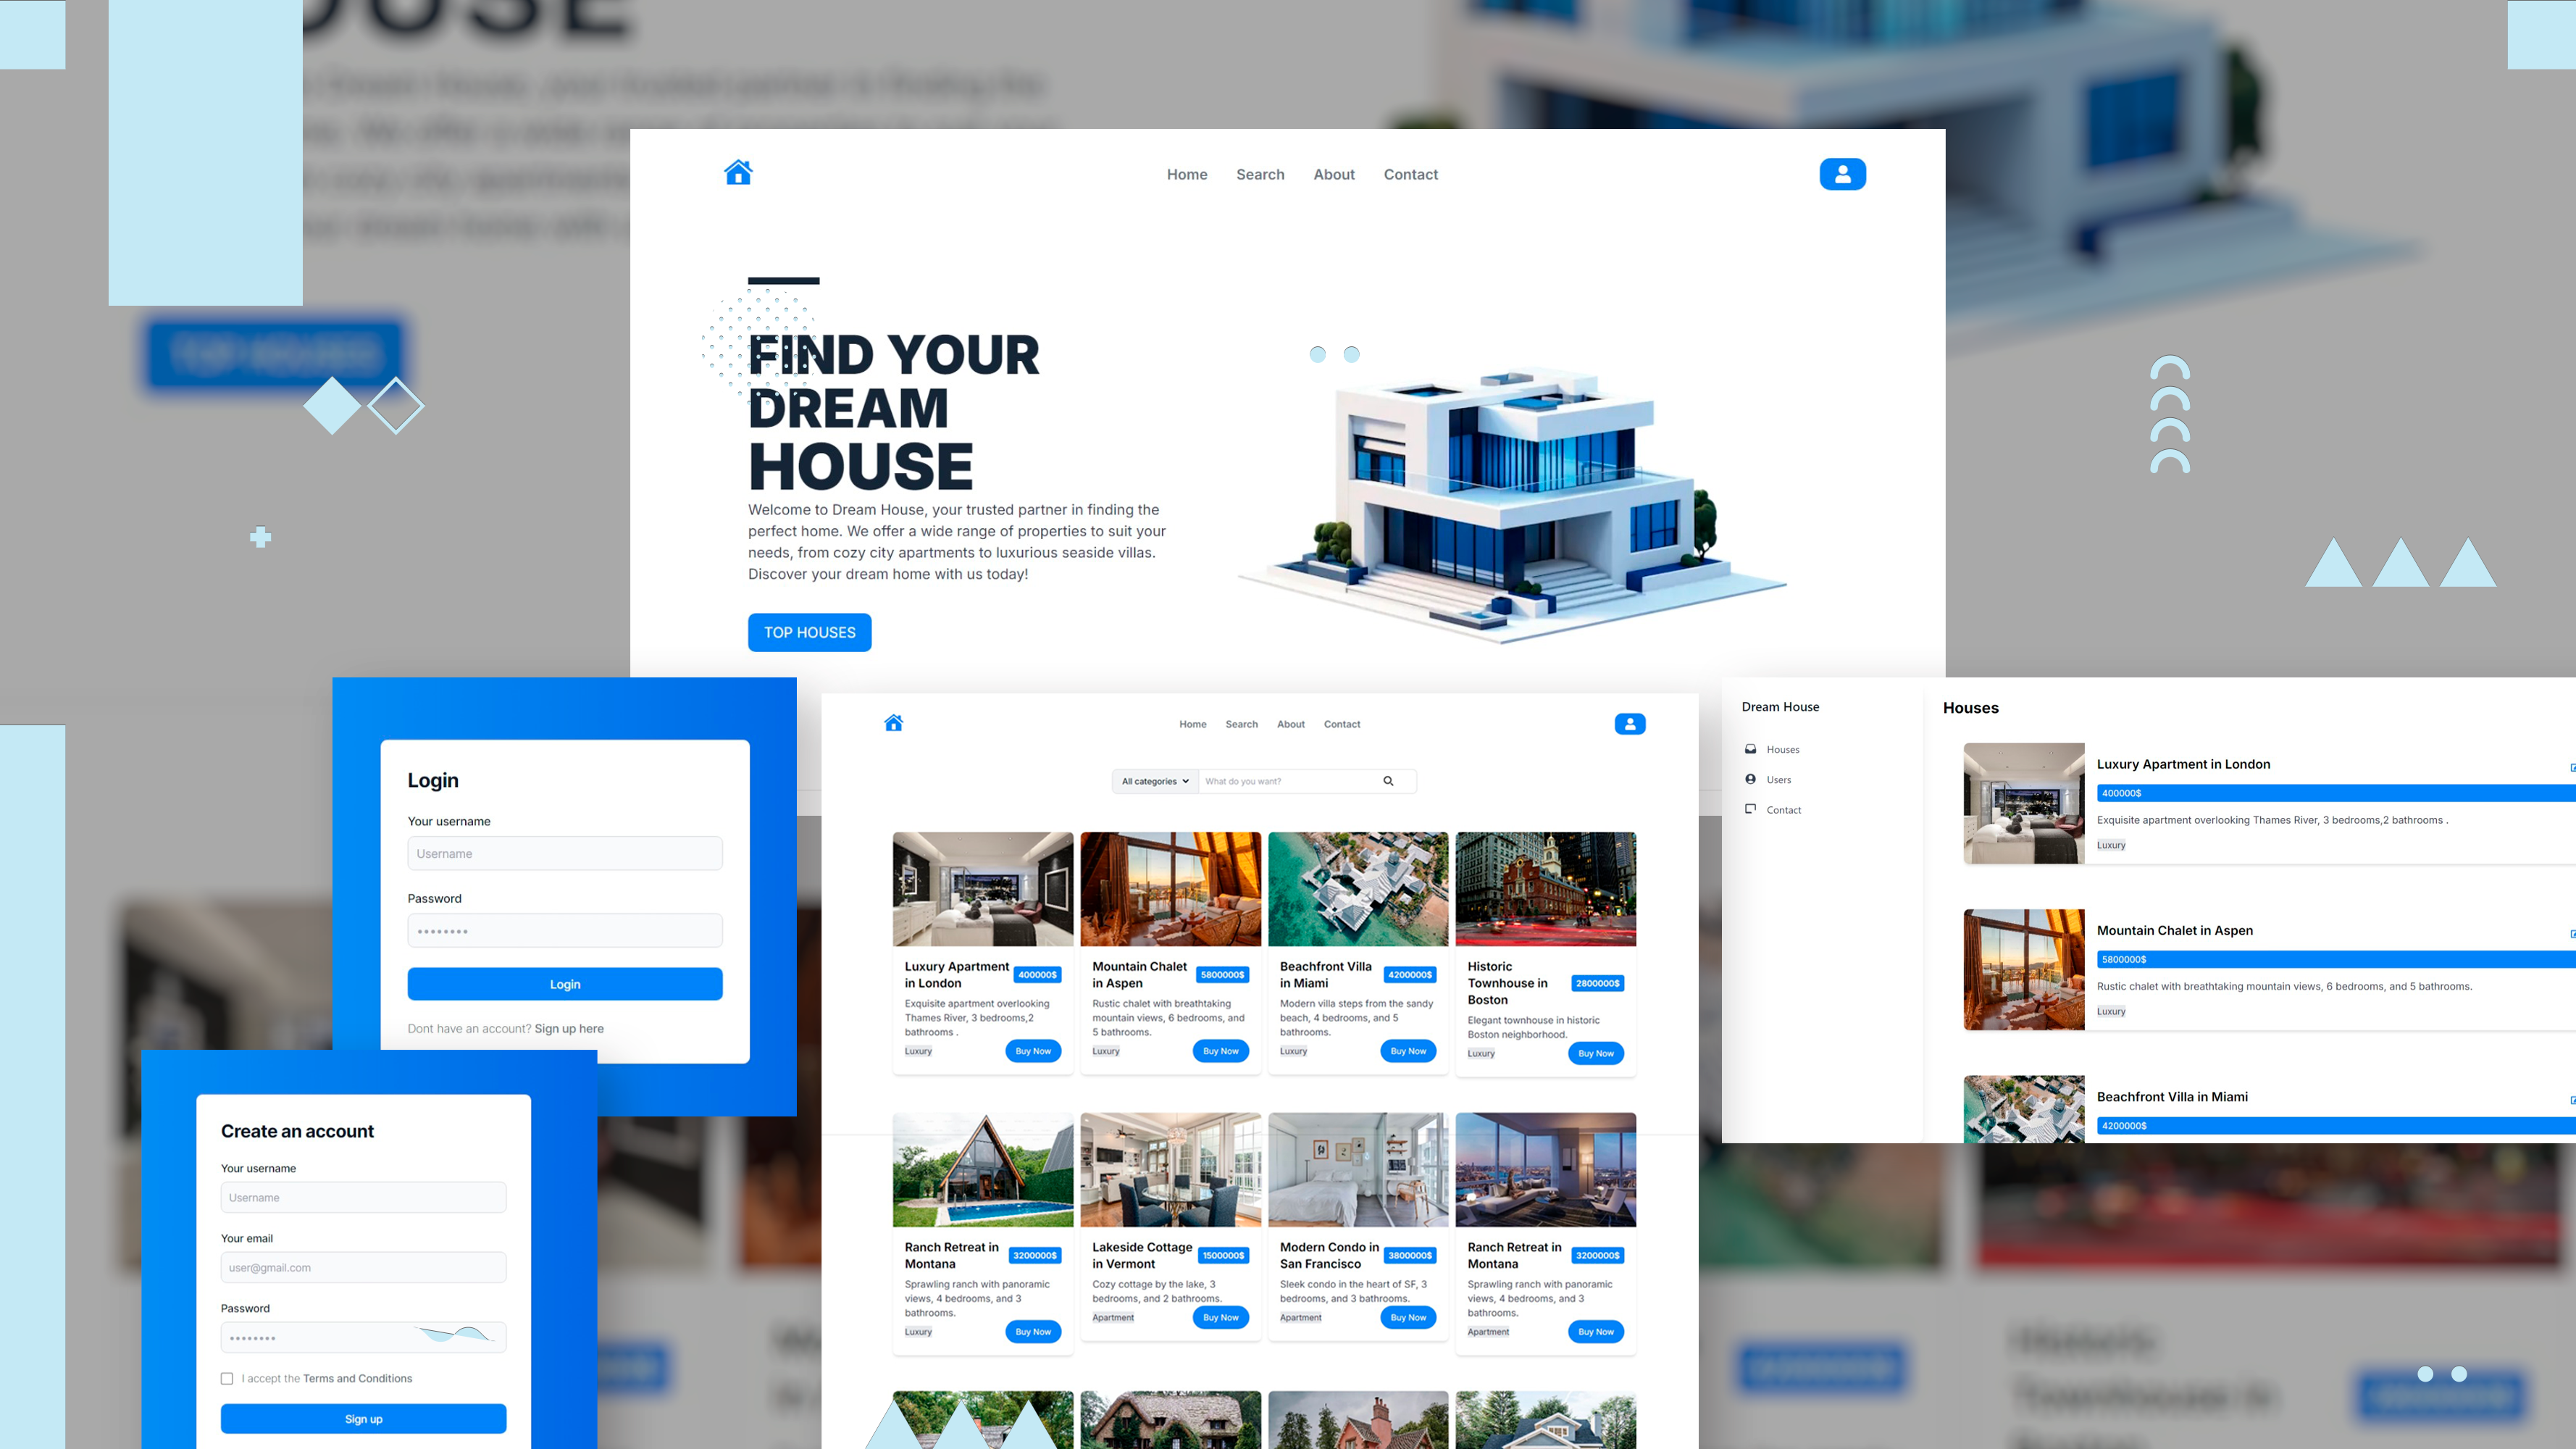 OUSE
Home
Search
About
Contact
FIND YOUR
DREAM
HOUSE
Welcome to Dream House, your trusted partner in finding the
perfect home. We offer a wide range of properties to suit your
needs, from cozy city apartments to luxurious seaside villas.
Discover your dream home with us today!
TOP HOUSES
Login
Your username
Username
Password
Login
Dont have an account? Sign up here
Create an account
Your username
Username
Your email
user@gmail.com
Password
I accept the Terms and Conditions
Sign up
Home
Search
About
Contact
All categories
What do you want?
Luxury Apartment
in London
400000$
Exquisite apartment overlooking
Thames River, 3 bedrooms,2
bathrooms .
Luxury
Buy Now
Mountain Chalet
in Aspen
5800000$
Rustic chalet with breathtaking
mountain views, 6 bedrooms, and
5 bathrooms.
Luxury
Buy Now
Beachfront Villa
in Miami
4200000$
Modern villa steps from the sandy
beach, 4 bedrooms, and 5
bathrooms.
Luxury
Buy Now
Historic
Townhouse in
Boston
2800000$
Elegant townhouse in historic
Boston neighborhood.
Luxury
Buy Now
Ranch Retreat in
Montana
3200000$
Sprawling ranch with panoramic
views, 4 bedrooms, and 3
bathrooms.
Luxury
Buy Now
Lakeside Cottage
in Vermont
1500000$
Cozy cottage by the lake, 3
bedrooms, and 2 bathrooms.
Apartment
Buy Now
Modern Condo in
San Francisco
3800000$
Sleek condo in the heart of SF, 3
bedrooms, and 3 bathrooms.
Apartment
Buy Now
Ranch Retreat in
Montana
3200000$
Sprawling ranch with panoramic
views, 4 bedrooms, and 3
bathrooms.
Apartment
Buy Now
Dream House
Houses
Users
Contact
Houses
Luxury Apartment in London
400000$
Exquisite apartment overlooking Thames River, 3 bedrooms,2 bathrooms .
Luxury
Mountain Chalet in Aspen
5800000$
Rustic chalet with breathtaking mountain views, 6 bedrooms, and 5 bathrooms.
Luxury
Beachfront Villa in Miami
4200000$